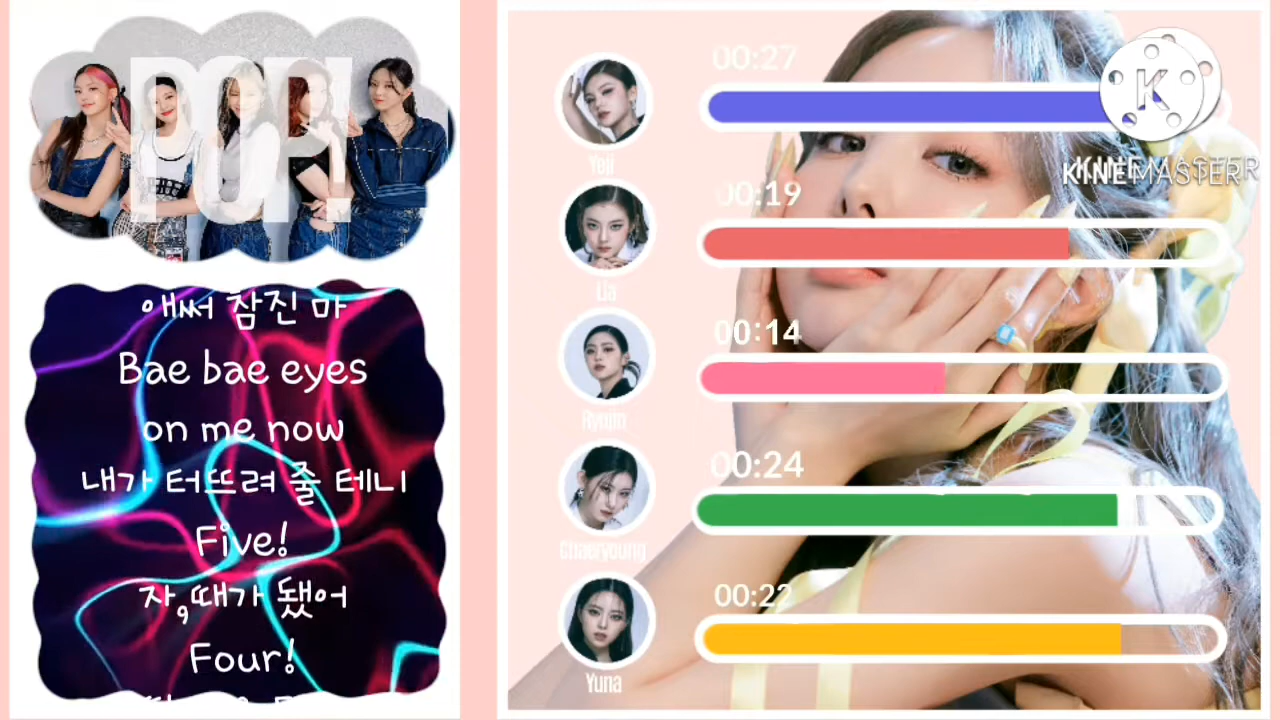 POP!
애써 참진 마
Bae bae eyes
on me now
내가 터뜨려 줄 테니
Five!
자,때가 됐어
Four!
00:27
Yeji
00:19
Lia
00:14
Ryujin
00:24
Chaeryoung
00:22
Yuna
K
KINEMASTER
KINEMASTER